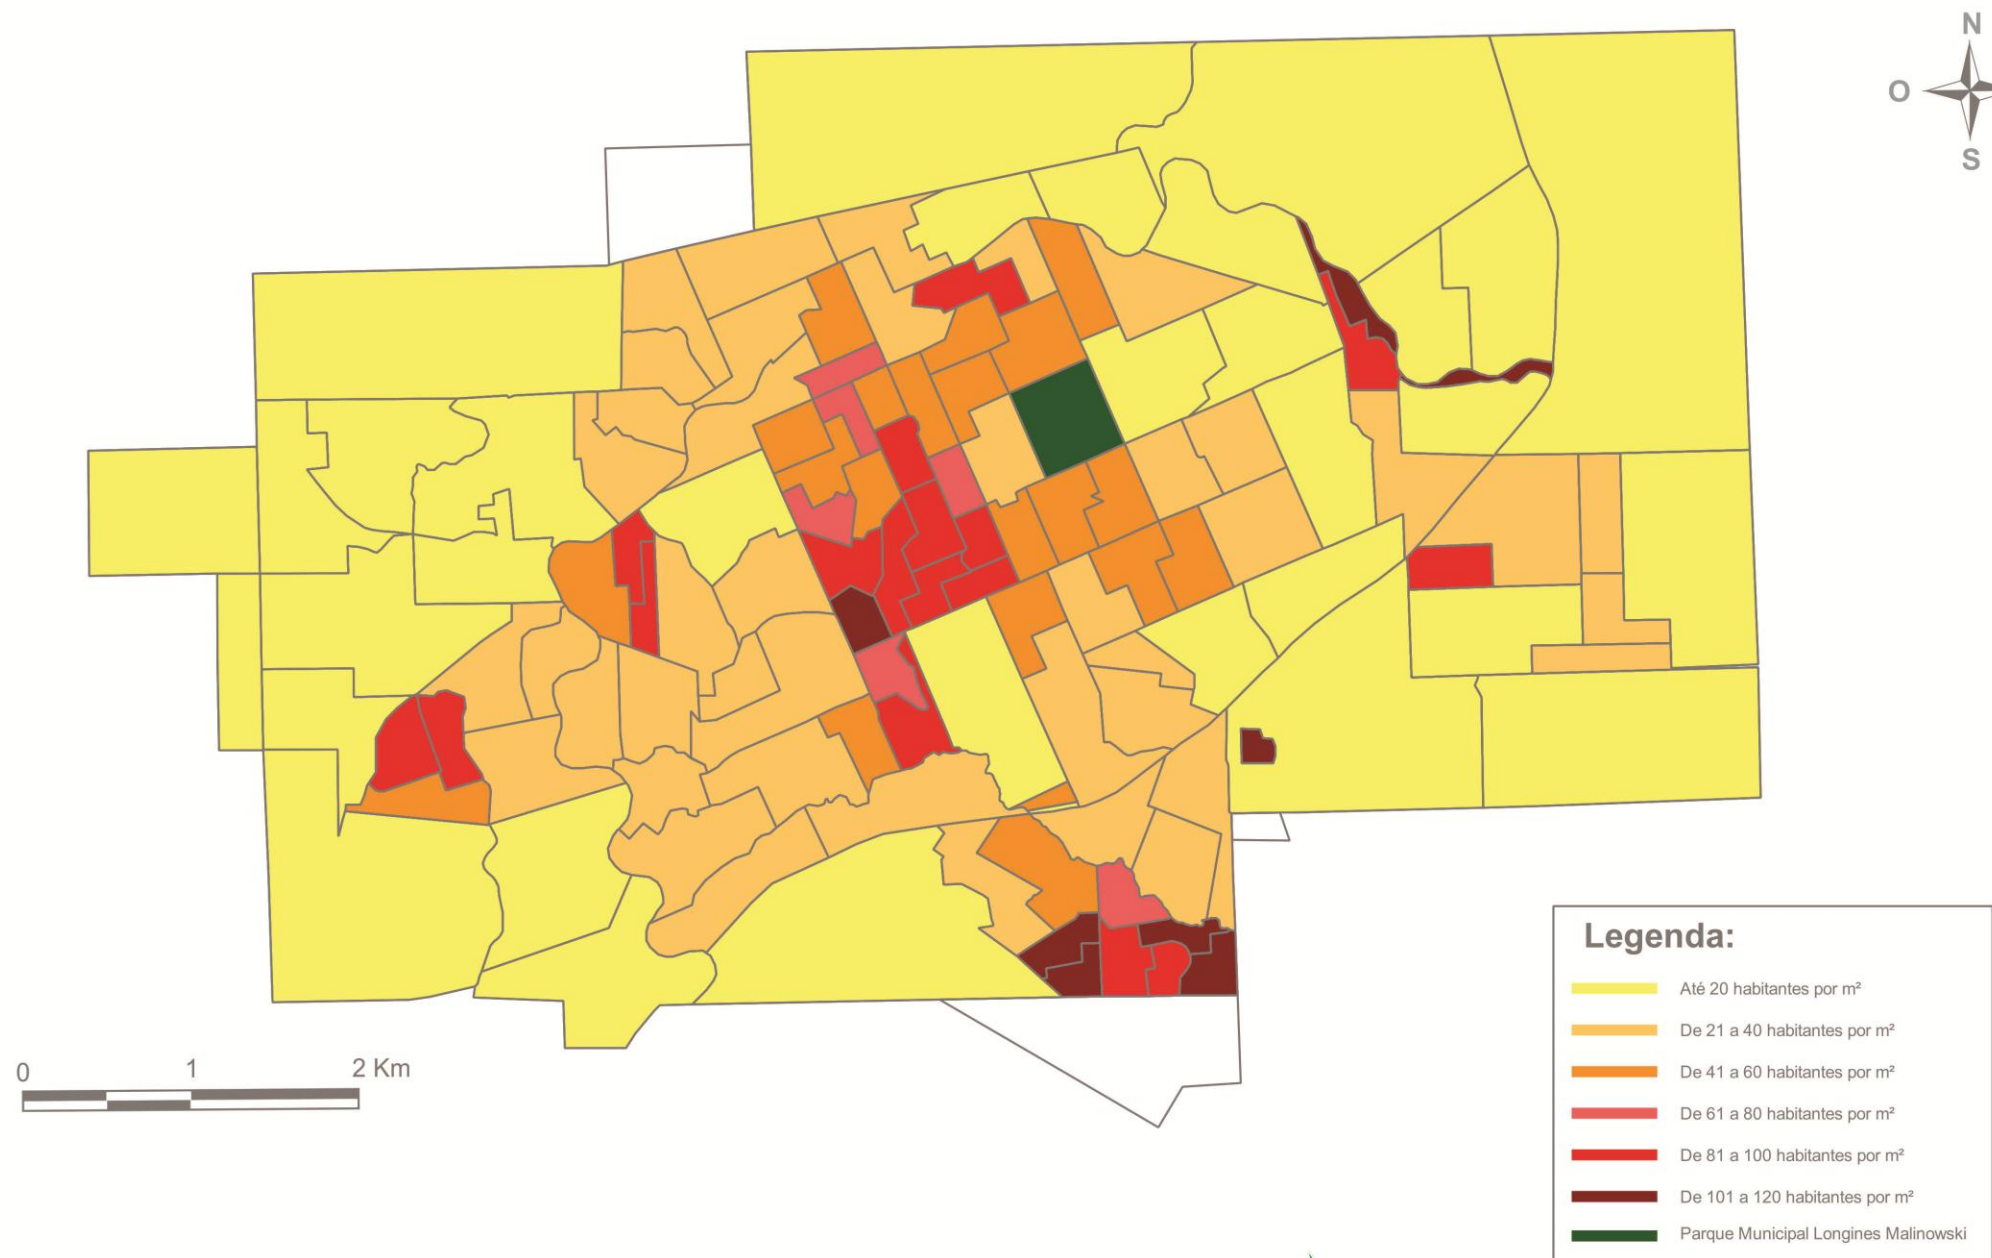 N
O
S
0 1 2 Km
Legenda:
Até 20 habitantes por m²
De 21 a 40 habitantes por m²
De 41 a 60 habitantes por m²
De 61 a 80 habitantes por m²
De 81 a 100 habitantes por m²
De 101 a 120 habitantes por m²
Parque Municipal Longines Malinowski